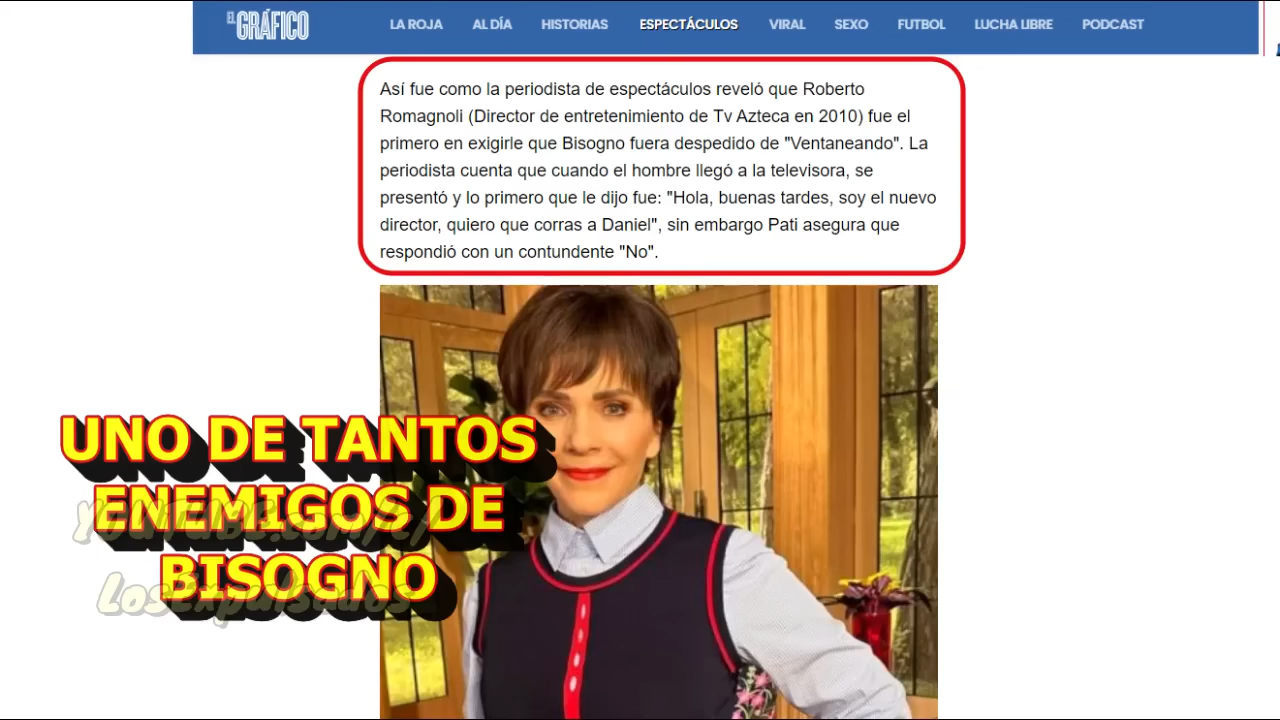 EL GRÁFICO
LA ROJA AL DÍA HISTORIAS ESPECTÁCULOS VIRAL SEXO FUTBOL LUCHA LIBRE PODCAST
Así fue como la periodista de espectáculos reveló que Roberto
Romagnoli (Director de entretenimiento de Tv Azteca en 2010) fue el
primero en exigirle que Bisogno fuera despedido de "Ventaneando". La
periodista cuenta que cuando el hombre llegó a la televisora, se
presentó y lo primero que le dijo fue: "Hola, buenas tardes, soy el nuevo
director, quiero que corras a Daniel", sin embargo Pati asegura que
respondió con un contundente "No".
UNO DE TANTOS
ENEMIGOS DE
BISOGNO
YOUTUBE.com/c/
LosExpulsados